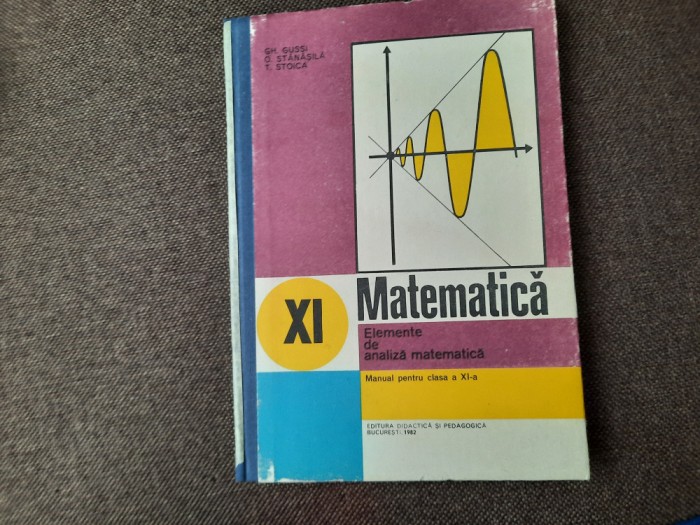 GH. GUSSI
O. STĂNĂȘILĂ
T. STOICA
XI
Matematică
Elemente
de
analiză matematică
Manual pentru clasa a XI-a
EDITURA DIDACTICĂ ȘI PEDAGOGICĂ
BUCUREȘTI, 1982